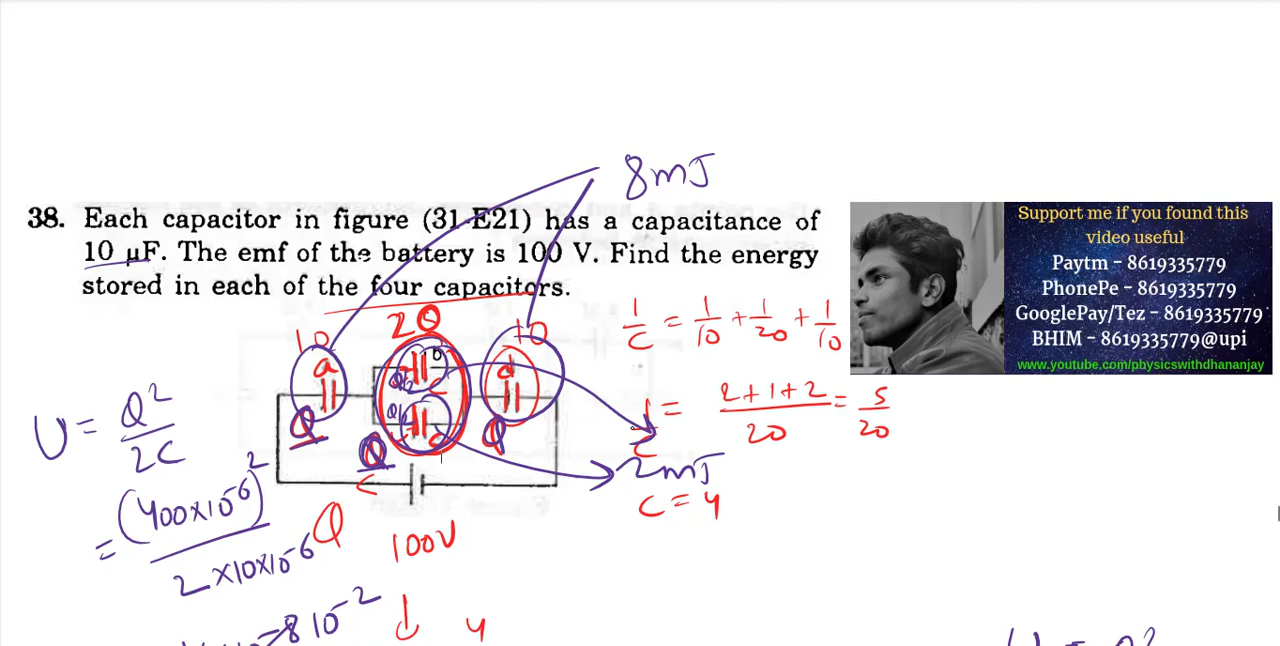 8mJ
38. Each capacitor in figure (31-E21) has a capacitance of
10 μF. The emf of the battery is 100 V. Find the energy
stored in each of the four capacitors.
Support me if you found this
video useful
Paytm - 8619335779
PhonePe - 8619335779
GooglePay/Tez - 8619335779
BHIM - 8619335779@upi
www.youtube.com/physicswithdhananjay
10 20 10
1/C = 1/10 + 1/20 + 1/10
a b d
c
Q Q Q
1/C = 2+1+2/20 = 5/20
U = Q²/2C
2mJ
C = 4
= (400×10⁻⁶)²/2×10×10⁻⁶
Q
100V
8 10⁻²
4